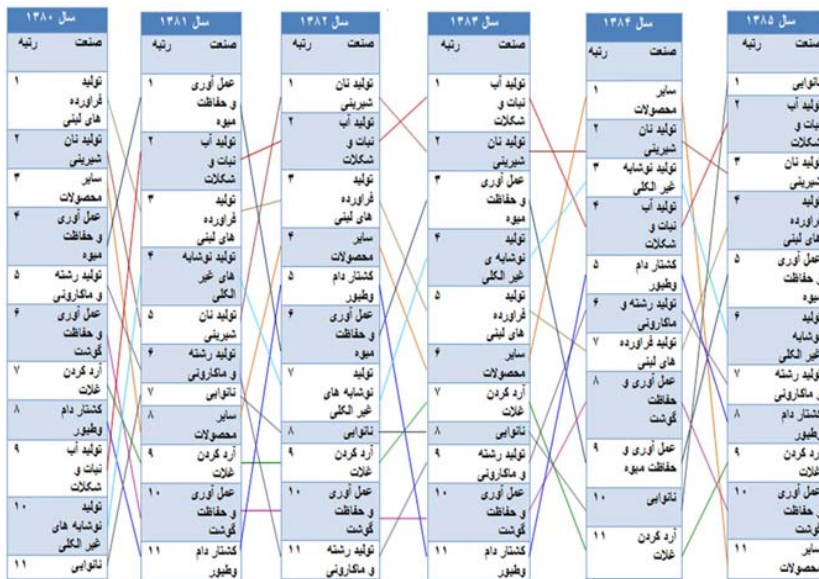 سال ۱۳۸۰
صنعت رتبه
تولید ۱
فراورده
های لبنی
تولید نان ۲
شیرینی
سایر ۳
محصولات
عمل آوری ۴
و حفاظت
میوه
تولید رشته ۵
و ماکارونی
عمل آوری ۶
و حفاظت
گوشت
آرد کردن ۷
غلات
کشتار دام ۸
وطیور
تولید آب ۹
نبات و
شکلات
تولید ۱۰
نوشابه های
غیر الکلی
نانوایی ۱۱
سال ۱۳۸۱
صنعت رتبه
عمل آوری ۱
و حفاظت
میوه
تولید آب ۲
نبات و
شکلات
تولید ۳
فراورده
های لبنی
تولید نوشابه ۴
های غیر
الکلی
تولید نان ۵
شیرینی
تولید رشته ۶
و ماکارونی
نانوایی ۷
سایر ۸
محصولات
آرد کردن ۹
غلات
عمل آوری ۱۰
و حفاظت
گوشت
کشتار دام ۱۱
وطیور
سال ۱۳۸۲
صنعت رتبه
تولید نان ۱
شیرینی
تولید آب ۲
نبات و
شکلات
تولید ۳
فراورده
های لبنی
سایر ۴
محصولات
کشتار دام ۵
وطیور
عمل آوری ۶
و حفاظت
میوه
تولید ۷
نوشابه های
غیر الکلی
نانوایی ۸
آرد کردن ۹
غلات
عمل آوری ۱۰
و حفاظت
گوشت
تولید رشته ۱۱
و ماکارونی
سال ۱۳۸۳
صنعت رتبه
تولید آب ۱
نبات و
شکلات
تولید نان ۲
شیرینی
عمل آوری ۳
و حفاظت
میوه
تولید ۴
نوشابه ی
غیر الکلی
تولید ۵
فراورده
های لبنی
سایر ۶
محصولات
آرد کردن ۷
غلات
نانوایی ۸
تولید رشته ۹
و ماکارونی
عمل آوری ۱۰
و حفاظت
گوشت
کشتار دام ۱۱
وطیور
سال ۱۳۸۴
صنعت رتبه
سایر ۱
محصولات
تولید نان ۲
شیرینی
تولید نوشابه ۳
غیر الکلی
تولید آب ۴
نبات و
شکلات
کشتار دام ۵
وطیور
تولید رشته و ۶
ماکارونی
تولید فراورده ۷
های لبنی
عمل آوری و ۸
حفاظت
گوشت
عمل آوری و ۹
حفاظت میوه
نانوایی ۱۰
آرد کردن ۱۱
غلات
سال ۱۳۸۵
صنعت رتبه
نانوایی ۱
تولید آب ۲
نبات و
شکلات
تولید نان ۳
شیرینی
تولید ۴
فراورده
های لبنی
عمل آوری ۵
و حفاظت
میوه
تولید ۶
نوشابه
غیر الکلی
تولید رشته ۷
و ماکارونی
کشتار دام ۸
وطیور
آرد کردن ۹
غلات
عمل آوری ۱۰
و حفاظت
گوشت
سایر ۱۱
محصولات